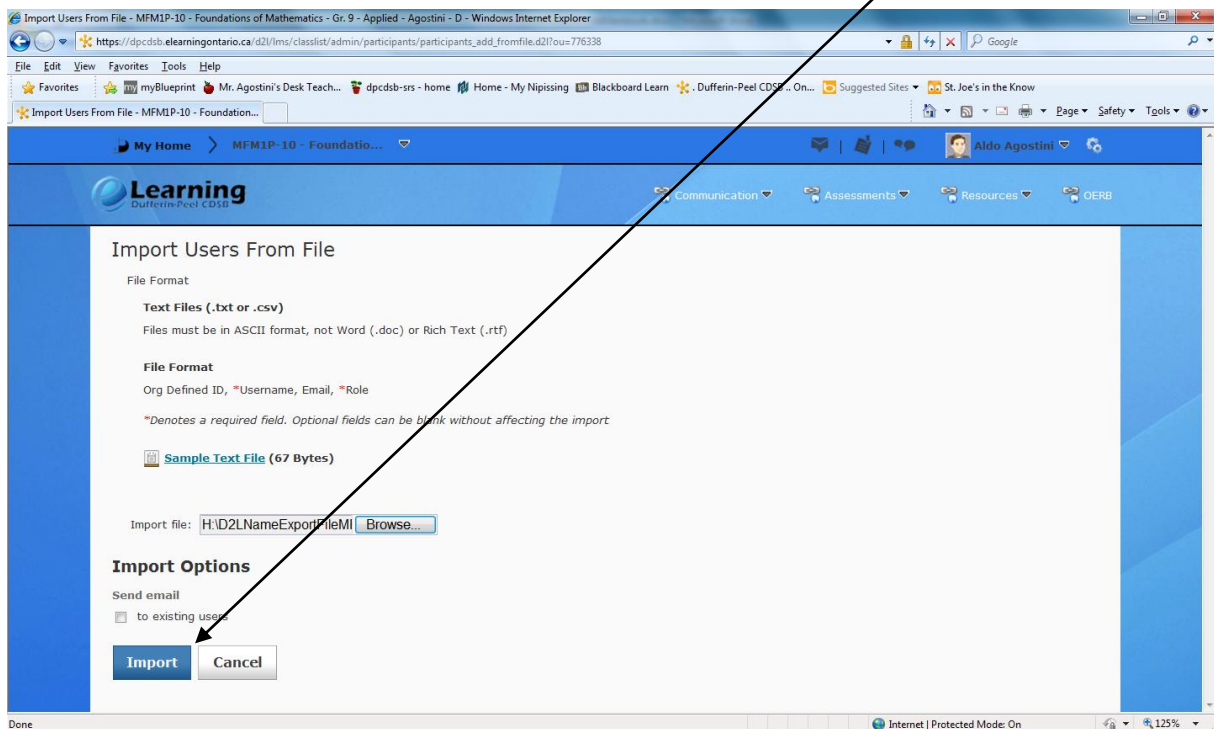 Import Users From File - MFM1P-10 - Foundations of Mathematics - Gr. 9 - Applied - Agostini - D - Windows Internet Explorer
https://dpcdsb.elearningontario.ca/d2l/lms/classlist/admin/participants/participants_add_fromfile.d2l?ou=776338
Google
File Edit View Favorites Tools Help
Favorites my myBlueprint Mr. Agostini's Desk Teach... dpcdsb-srs - home Home - My Nipissing Blackboard Learn . Dufferin-Peel CDSB .. On... Suggested Sites St. Joe's in the Know
Import Users From File - MFM1P-10 - Foundation... Page Safety Tools
My Home MFM1P-10 - Foundatio... Aldo Agostini
Learning
Dufferin-Peel CDSB
Communication Assessments Resources OERB
Import Users From File
File Format
Text Files (.txt or .csv)
Files must be in ASCII format, not Word (.doc) or Rich Text (.rtf)
File Format
Org Defined ID, *Username, Email, *Role
*Denotes a required field. Optional fields can be blank without affecting the import
Sample Text File (67 Bytes)
Import file: H:\D2LNameExportFileMI Browse...
Import Options
Send email
to existing users
Import Cancel
Done Internet | Protected Mode: On 125%